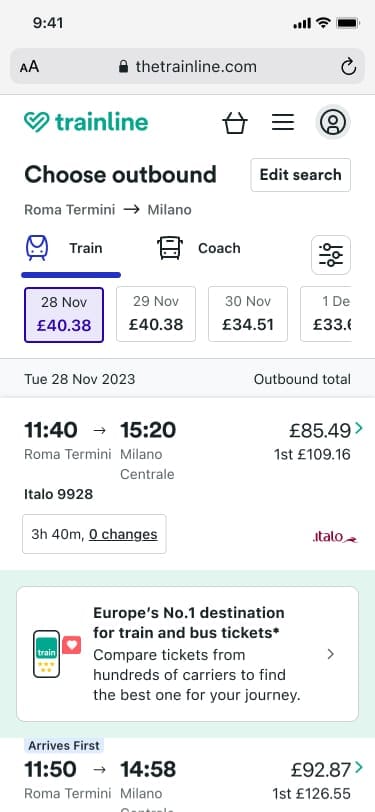 9:41
AA
thetrainline.com
trainline
Choose outbound
Edit search
Roma Termini → Milano
Train
Coach
28 Nov
£40.38
29 Nov
£40.38
30 Nov
£34.51
1 De
Tue 28 Nov 2023
Outbound total
11:40 → 15:20
£85.49
Roma Termini
Milano
Centrale
1st £109.16
Italo 9928
3h 40m, 0 changes
.italo
Europe's No.1 destination
for train and bus tickets*
Compare tickets from
hundreds of carriers to find
the best one for your journey.
train
Arrives First
11:50 → 14:58
£92.87
Roma Termini
Milano
1st £126.55